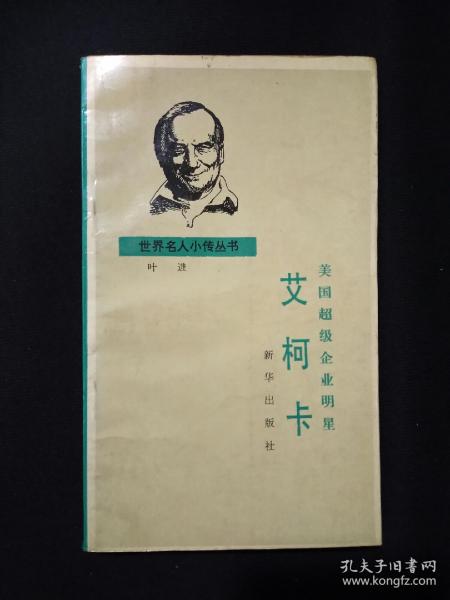 世界名人小传丛书
叶进
美国超级企业明星
艾柯卡
新华出版社
孔夫子旧书网
www.kongfz.com